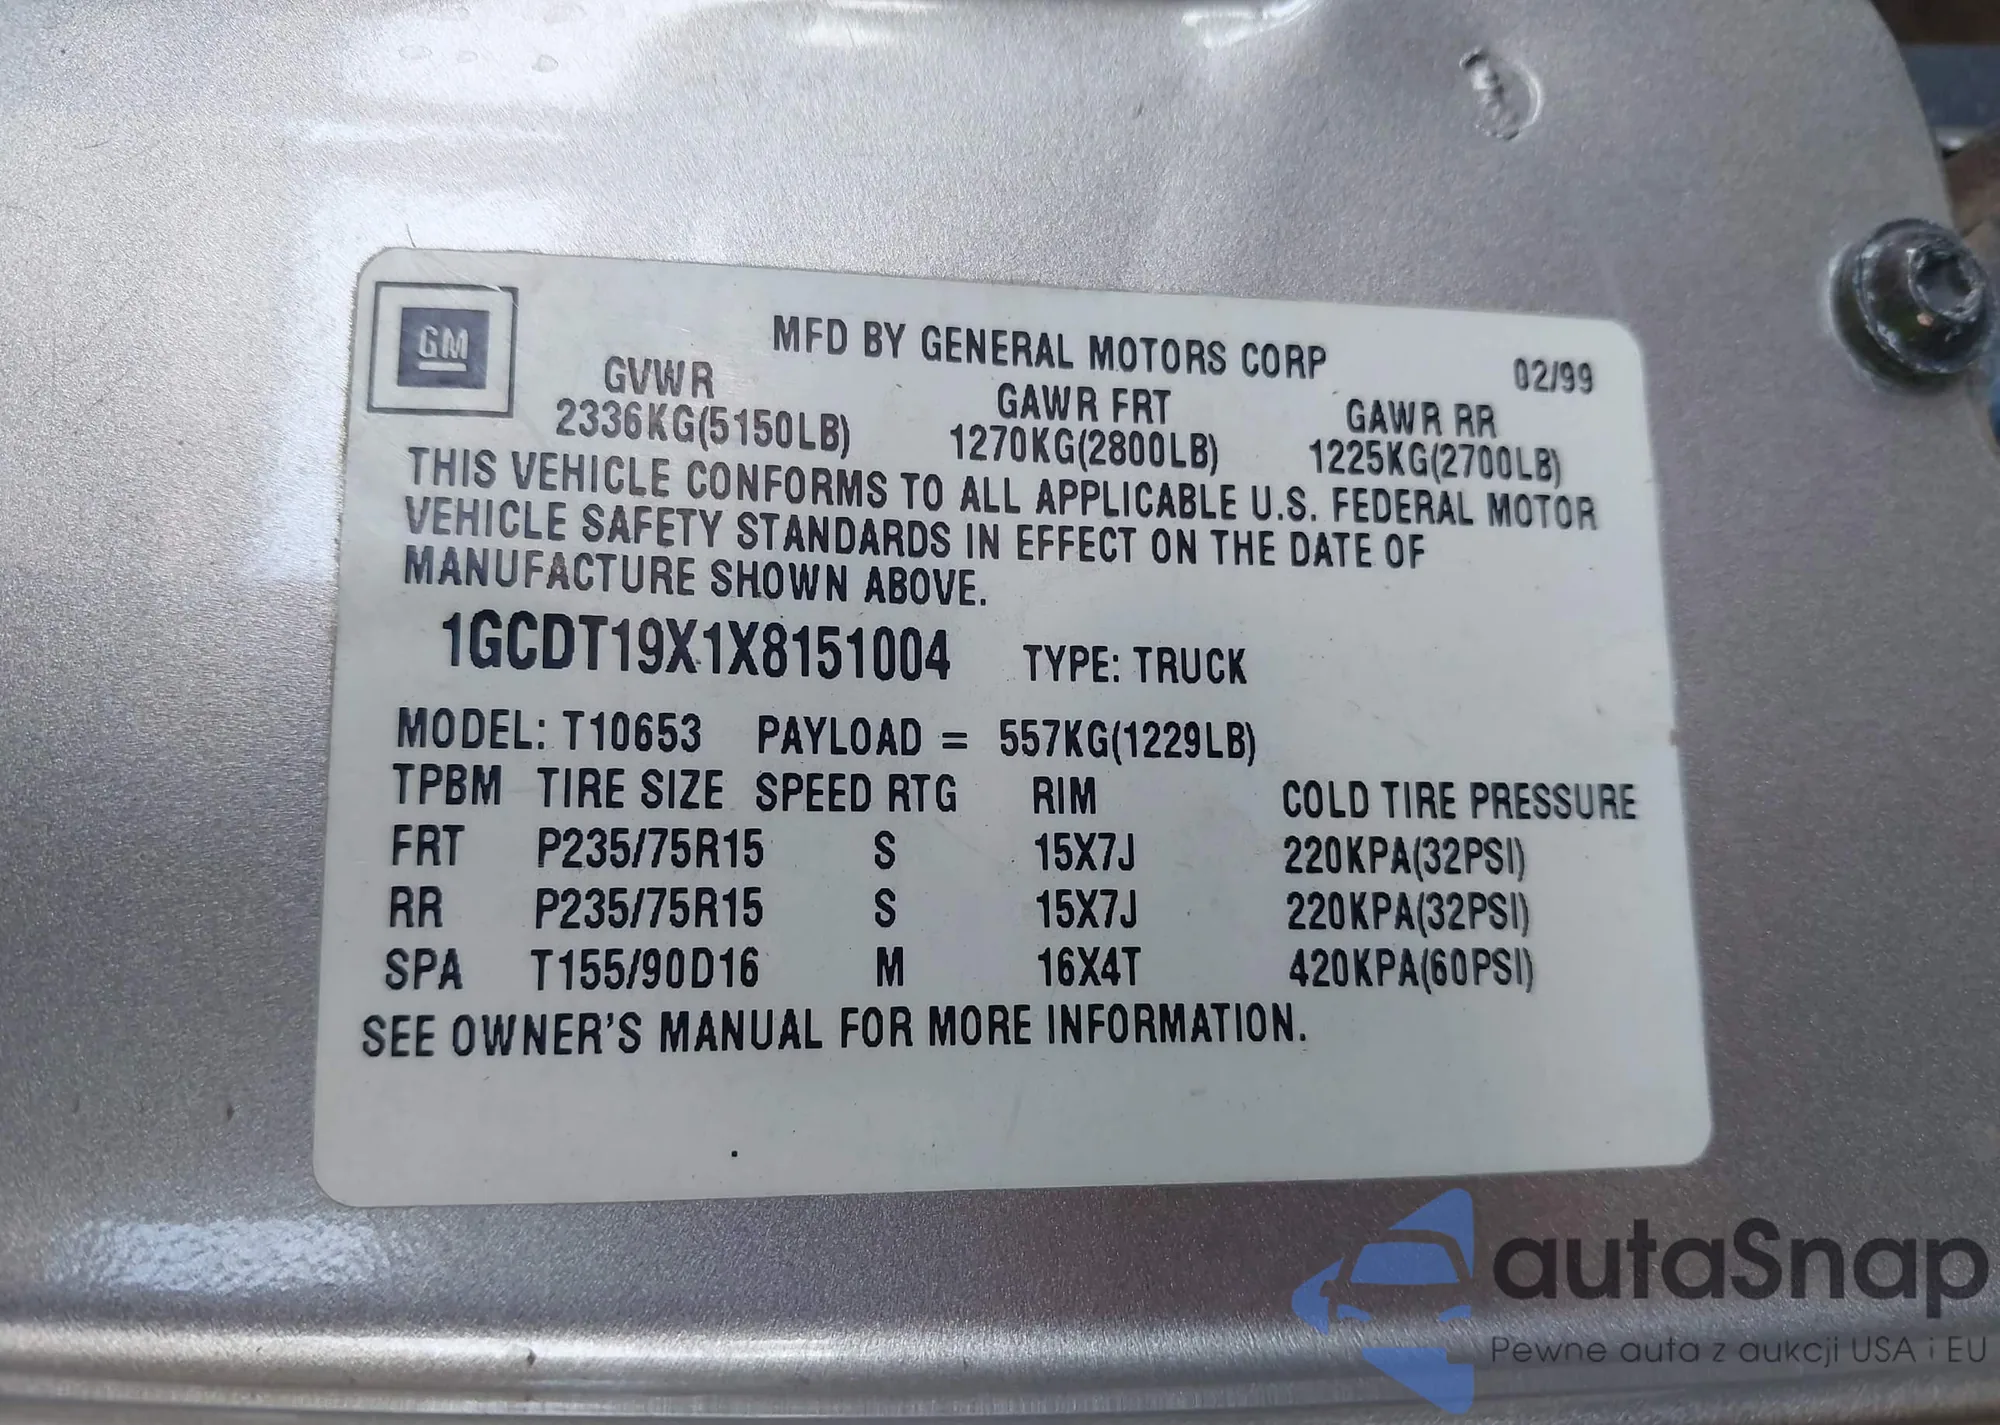 GM
MFD BY GENERAL MOTORS CORP 02/99
GVWR GAWR FRT GAWR RR
2336KG(5150LB) 1270KG(2800LB) 1225KG(2700LB)
THIS VEHICLE CONFORMS TO ALL APPLICABLE U.S. FEDERAL MOTOR
VEHICLE SAFETY STANDARDS IN EFFECT ON THE DATE OF
MANUFACTURE SHOWN ABOVE.
1GCDT19X1X8151004 TYPE: TRUCK
MODEL: T10653 PAYLOAD = 557KG(1229LB)
TPBM TIRE SIZE SPEED RTG RIM COLD TIRE PRESSURE
FRT P235/75R15 S 15X7J 220KPA(32PSI)
RR P235/75R15 S 15X7J 220KPA(32PSI)
SPA T155/90D16 M 16X4T 420KPA(60PSI)
SEE OWNER'S MANUAL FOR MORE INFORMATION.
autaSnap
Pewne auta z aukcji USA i EU